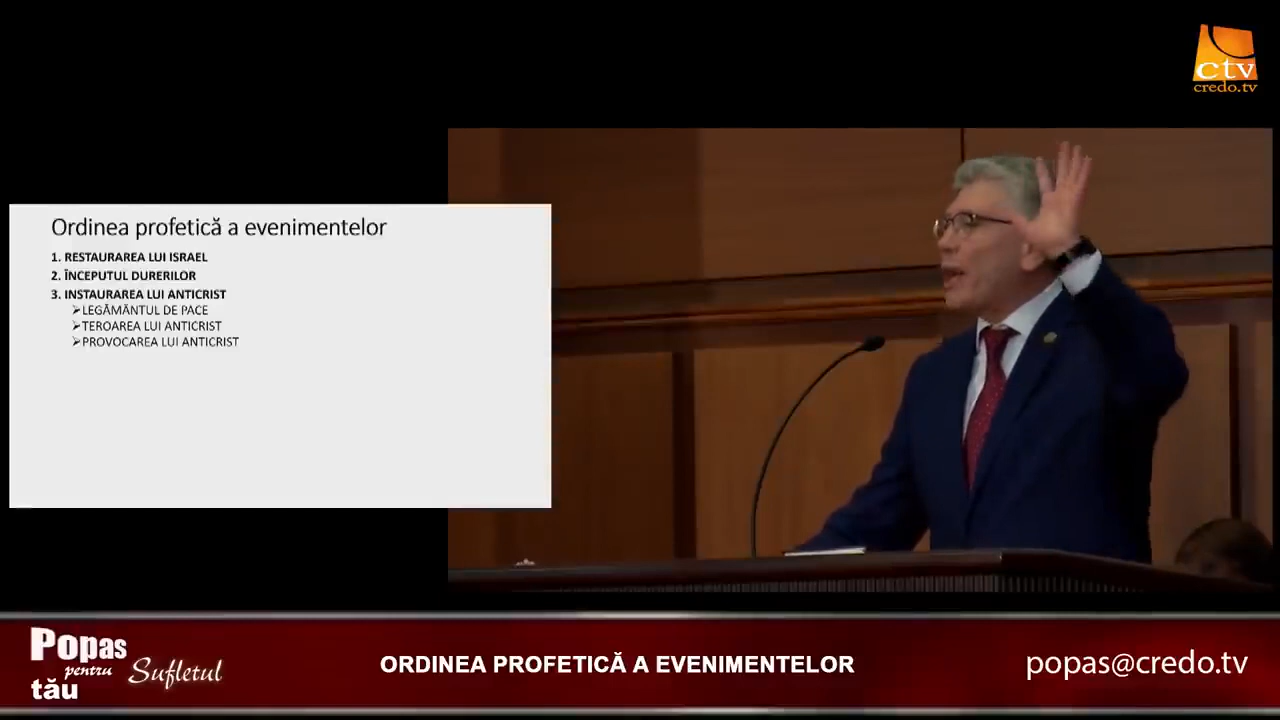 ctv
credo.tv
Ordinea profetică a evenimentelor
1. RESTAURAREA LUI ISRAEL
2. ÎNCEPUTUL DURERILOR
3. INSTAURAREA LUI ANTICRIST
➢LEGĂMÂNTUL DE PACE
➢TEROAREA LUI ANTICRIST
➢PROVOCAREA LUI ANTICRIST
Popas
pentru
Sufletul
tău
ORDINEA PROFETICĂ A EVENIMENTELOR
popas@credo.tv